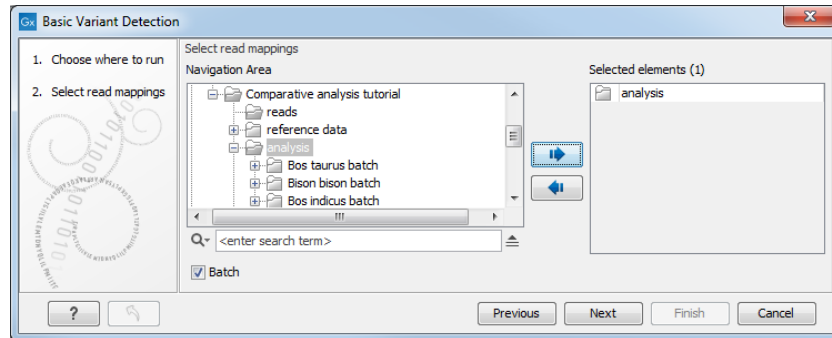 Gx Basic Variant Detection
1. Choose where to run
2. Select read mappings
Select read mappings
Navigation Area
Comparative analysis tutorial
reads
reference data
analysis
Bos taurus batch
Bison bison batch
Bos indicus batch
<enter search term>
Batch
Selected elements (1)
analysis
?
Previous
Next
Finish
Cancel